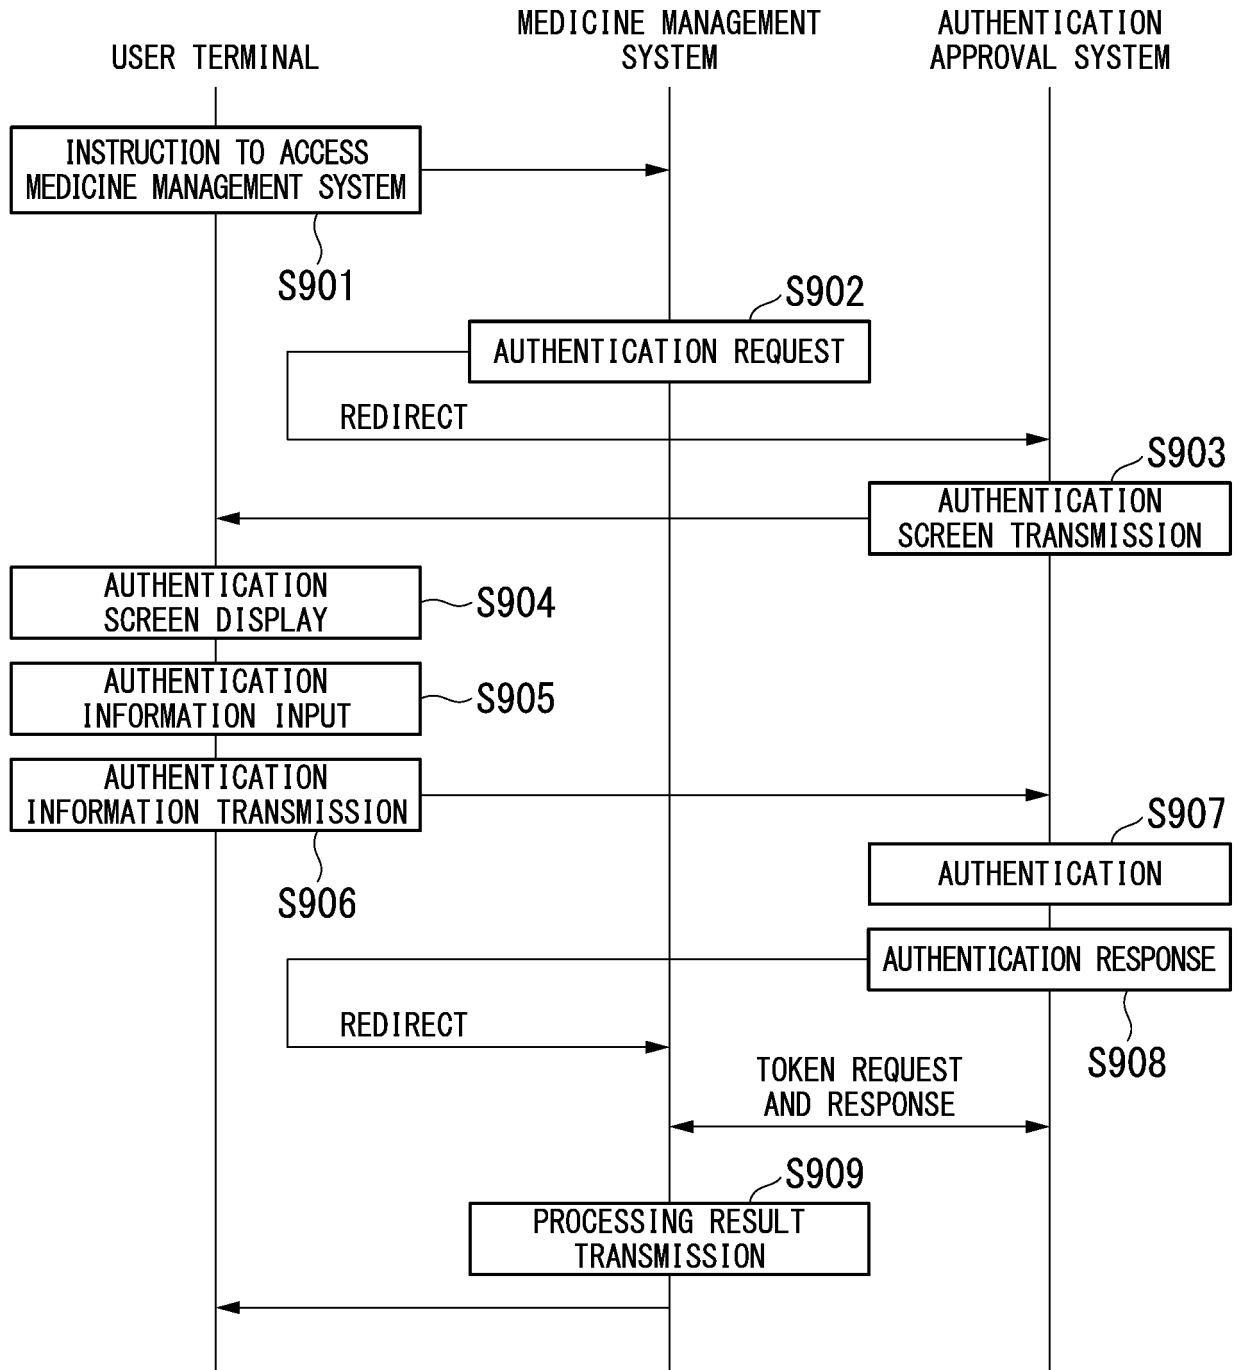 USER TERMINAL
MEDICINE MANAGEMENT
SYSTEM
AUTHENTICATION
APPROVAL SYSTEM
INSTRUCTION TO ACCESS
MEDICINE MANAGEMENT SYSTEM
S901
S902
AUTHENTICATION REQUEST
REDIRECT
S903
AUTHENTICATION
SCREEN TRANSMISSION
AUTHENTICATION
SCREEN DISPLAY
S904
AUTHENTICATION
INFORMATION INPUT
S905
AUTHENTICATION
INFORMATION TRANSMISSION
S906
S907
AUTHENTICATION
AUTHENTICATION RESPONSE
S908
REDIRECT
TOKEN REQUEST
AND RESPONSE
S909
PROCESSING RESULT
TRANSMISSION